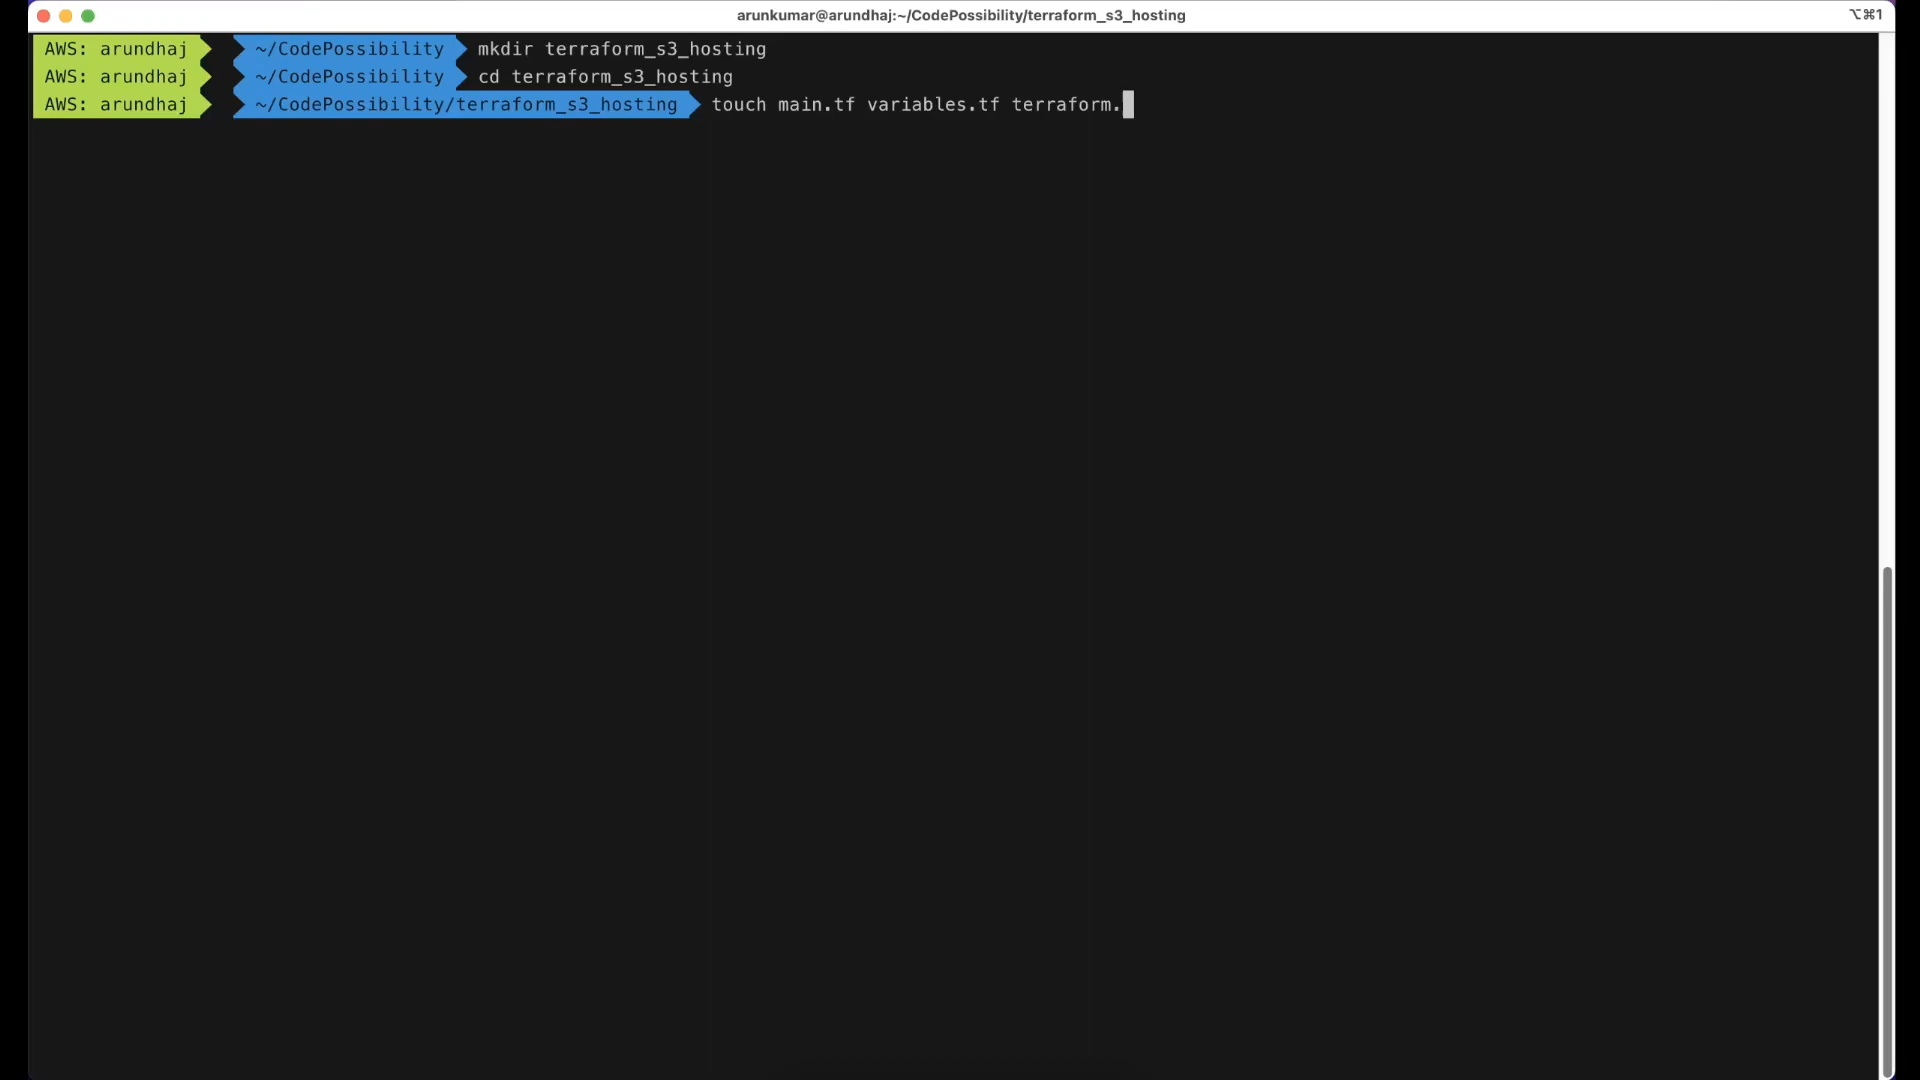 arunkumar@arundhaj:~/CodePossibility/terraform_s3_hosting
⌥⌘1
AWS: arundhaj ~/CodePossibility mkdir terraform_s3_hosting
AWS: arundhaj ~/CodePossibility cd terraform_s3_hosting
AWS: arundhaj ~/CodePossibility/terraform_s3_hosting touch main.tf variables.tf terraform.